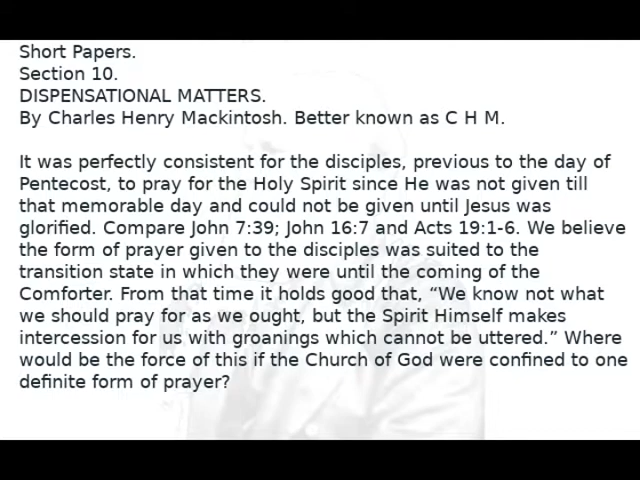 Short Papers.
Section 10.
DISPENSATIONAL MATTERS.
By Charles Henry Mackintosh. Better known as C H M.
It was perfectly consistent for the disciples, previous to the day of
Pentecost, to pray for the Holy Spirit since He was not given till
that memorable day and could not be given until Jesus was
glorified. Compare John 7:39; John 16:7 and Acts 19:1-6. We believe
the form of prayer given to the disciples was suited to the
transition state in which they were until the coming of the
Comforter. From that time it holds good that, “We know not what
we should pray for as we ought, but the Spirit Himself makes
intercession for us with groanings which cannot be uttered.” Where
would be the force of this if the Church of God were confined to one
definite form of prayer?